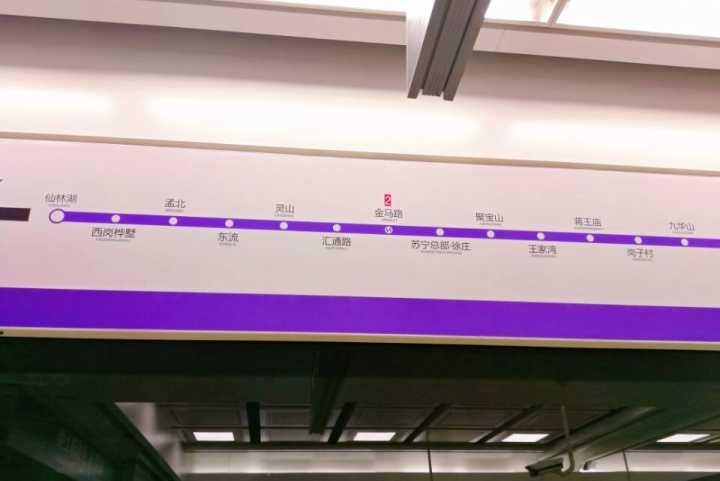 仙林湖
西岗桦墅
孟北
东流
灵山
汇通路
2
金马路
苏宁总部·徐庄
聚宝山
王家湾
蒋王庙
岗子村
九华山